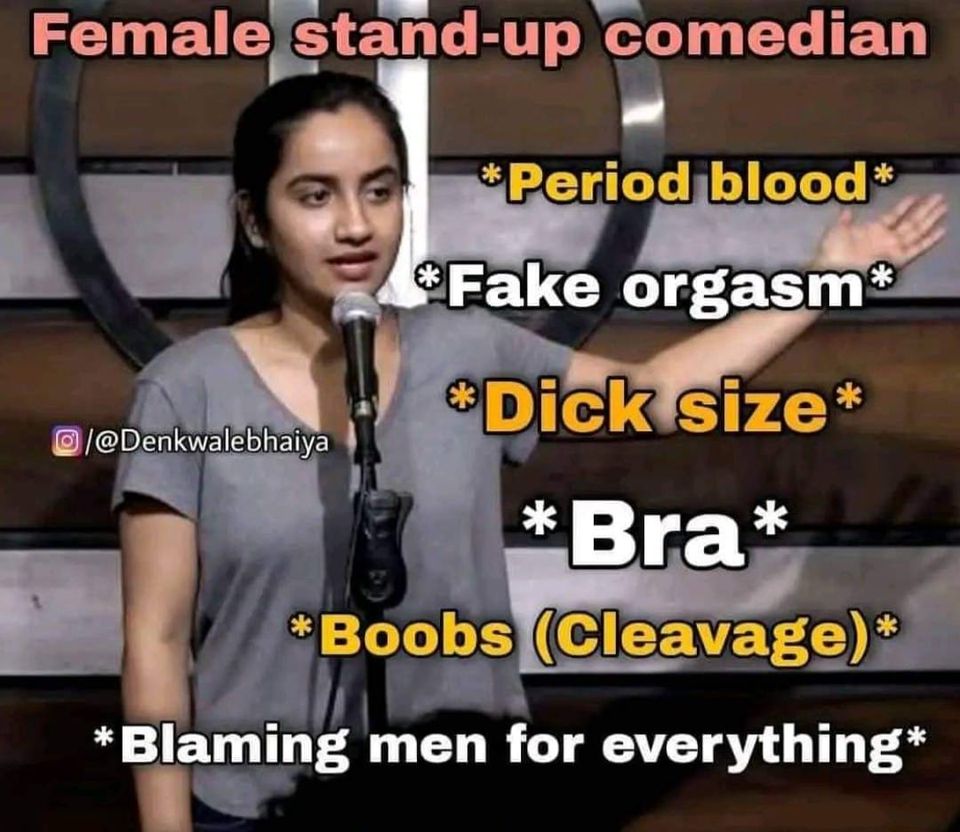 Female stand-up comedian
*Period blood*
*Fake orgasm*
*Dick size*
/@Denkwalebhaiya
*Bra*
*Boobs (Cleavage)*
*Blaming men for everything*